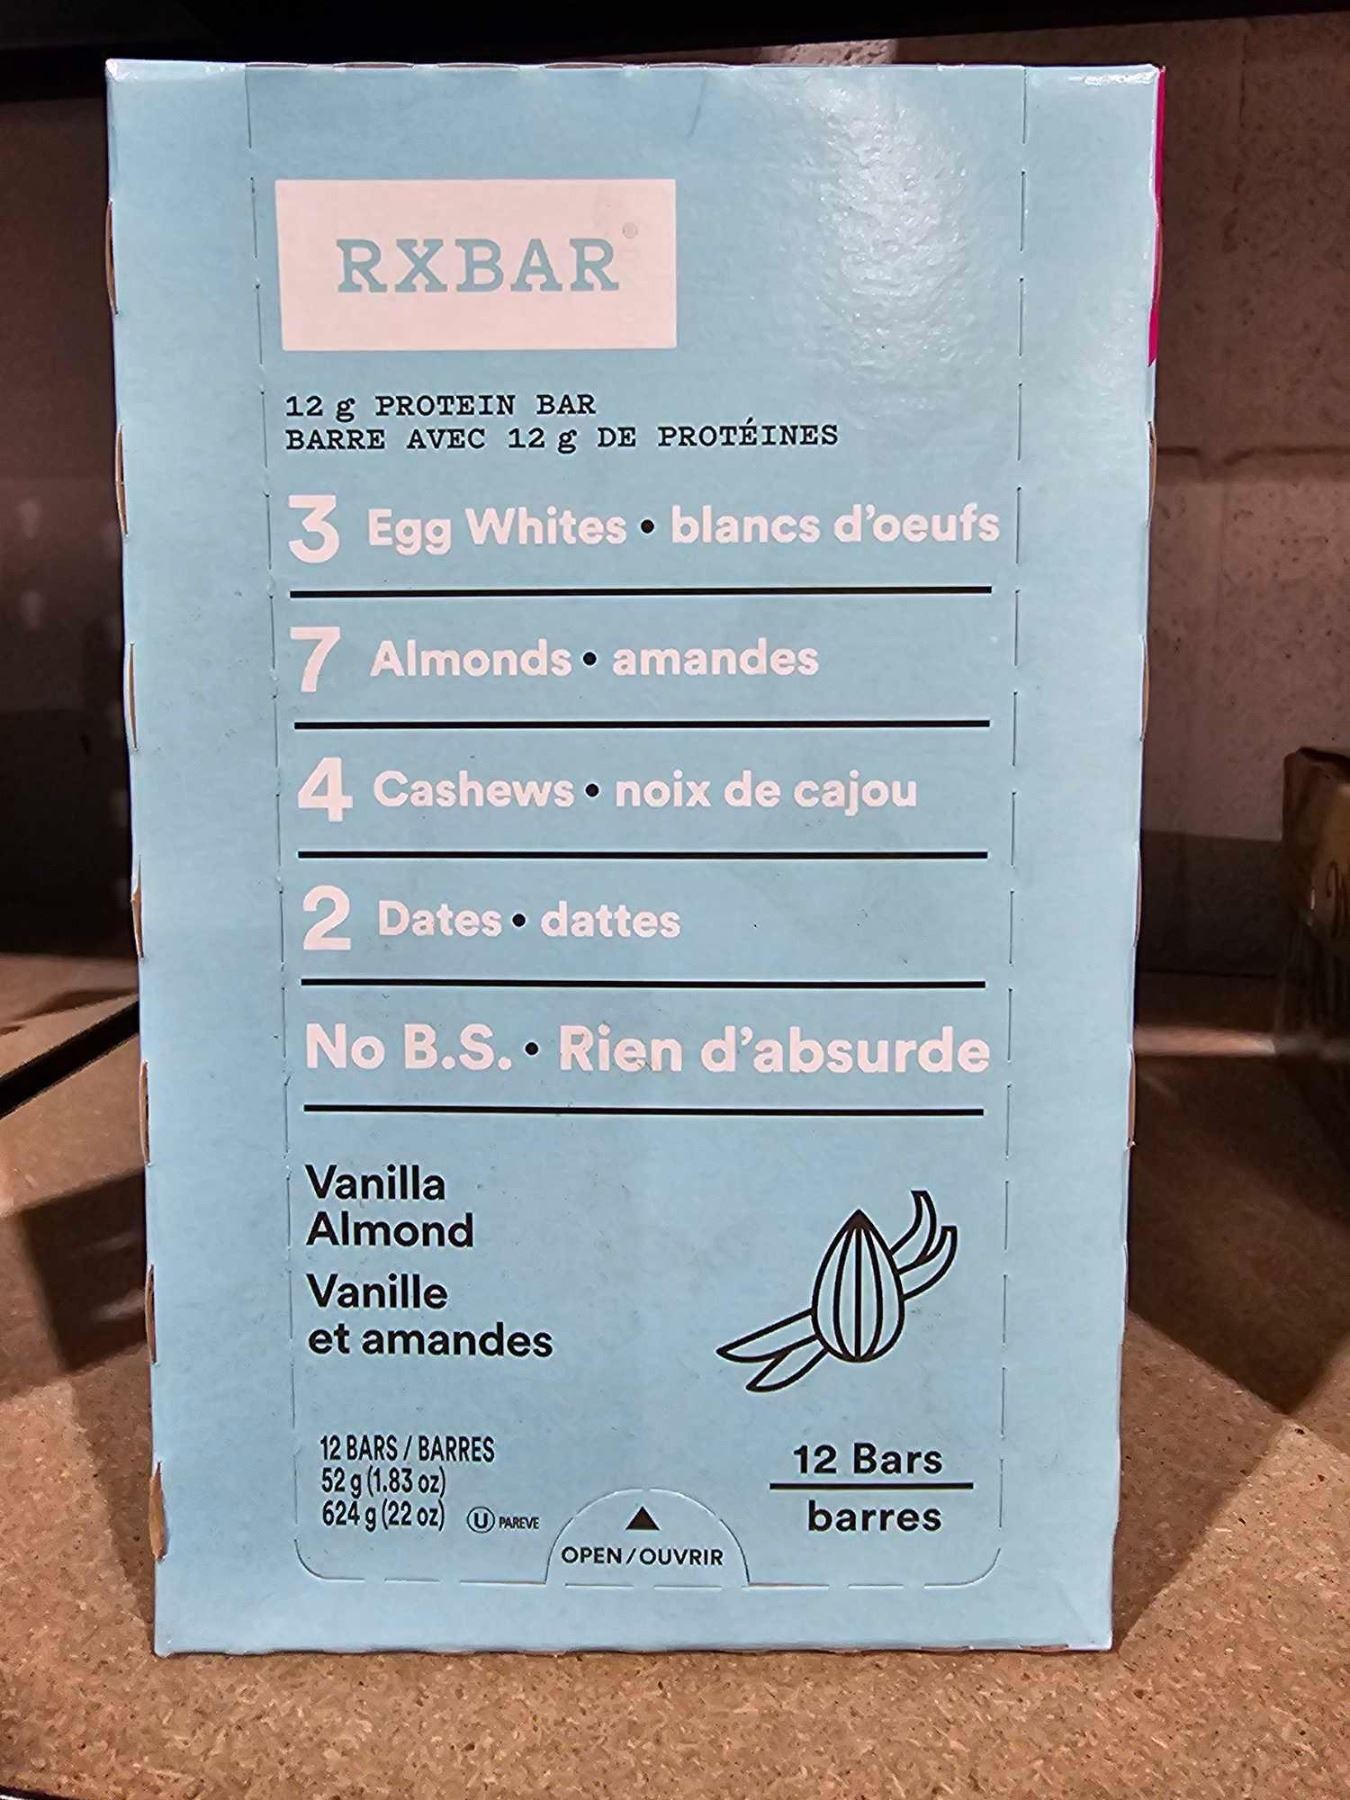 RXBAR®
12 g PROTEIN BAR
BARRE AVEC 12 g DE PROTÉINES
3 Egg Whites • blancs d'oeufs
7 Almonds • amandes
4 Cashews • noix de cajou
2 Dates • dattes
No B.S. • Rien d'absurde
Vanilla
Almond
Vanille
et amandes
12 BARS / BARRES
52 g (1.83 oz)
624 g (22 oz) U PAREVE
OPEN / OUVRIR
12 Bars
barres